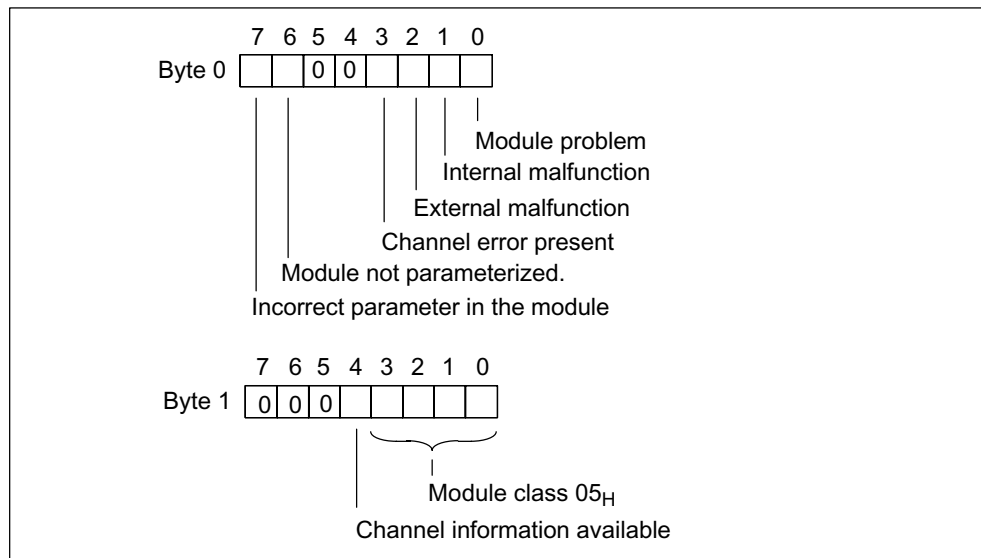 7 6 5 4 3 2 1 0
Byte 0 0 0
Module problem
Internal malfunction
External malfunction
Channel error present
Module not parameterized.
Incorrect parameter in the module
7 6 5 4 3 2 1 0
Byte 1 0 0 0
Module class 05H
Channel information available